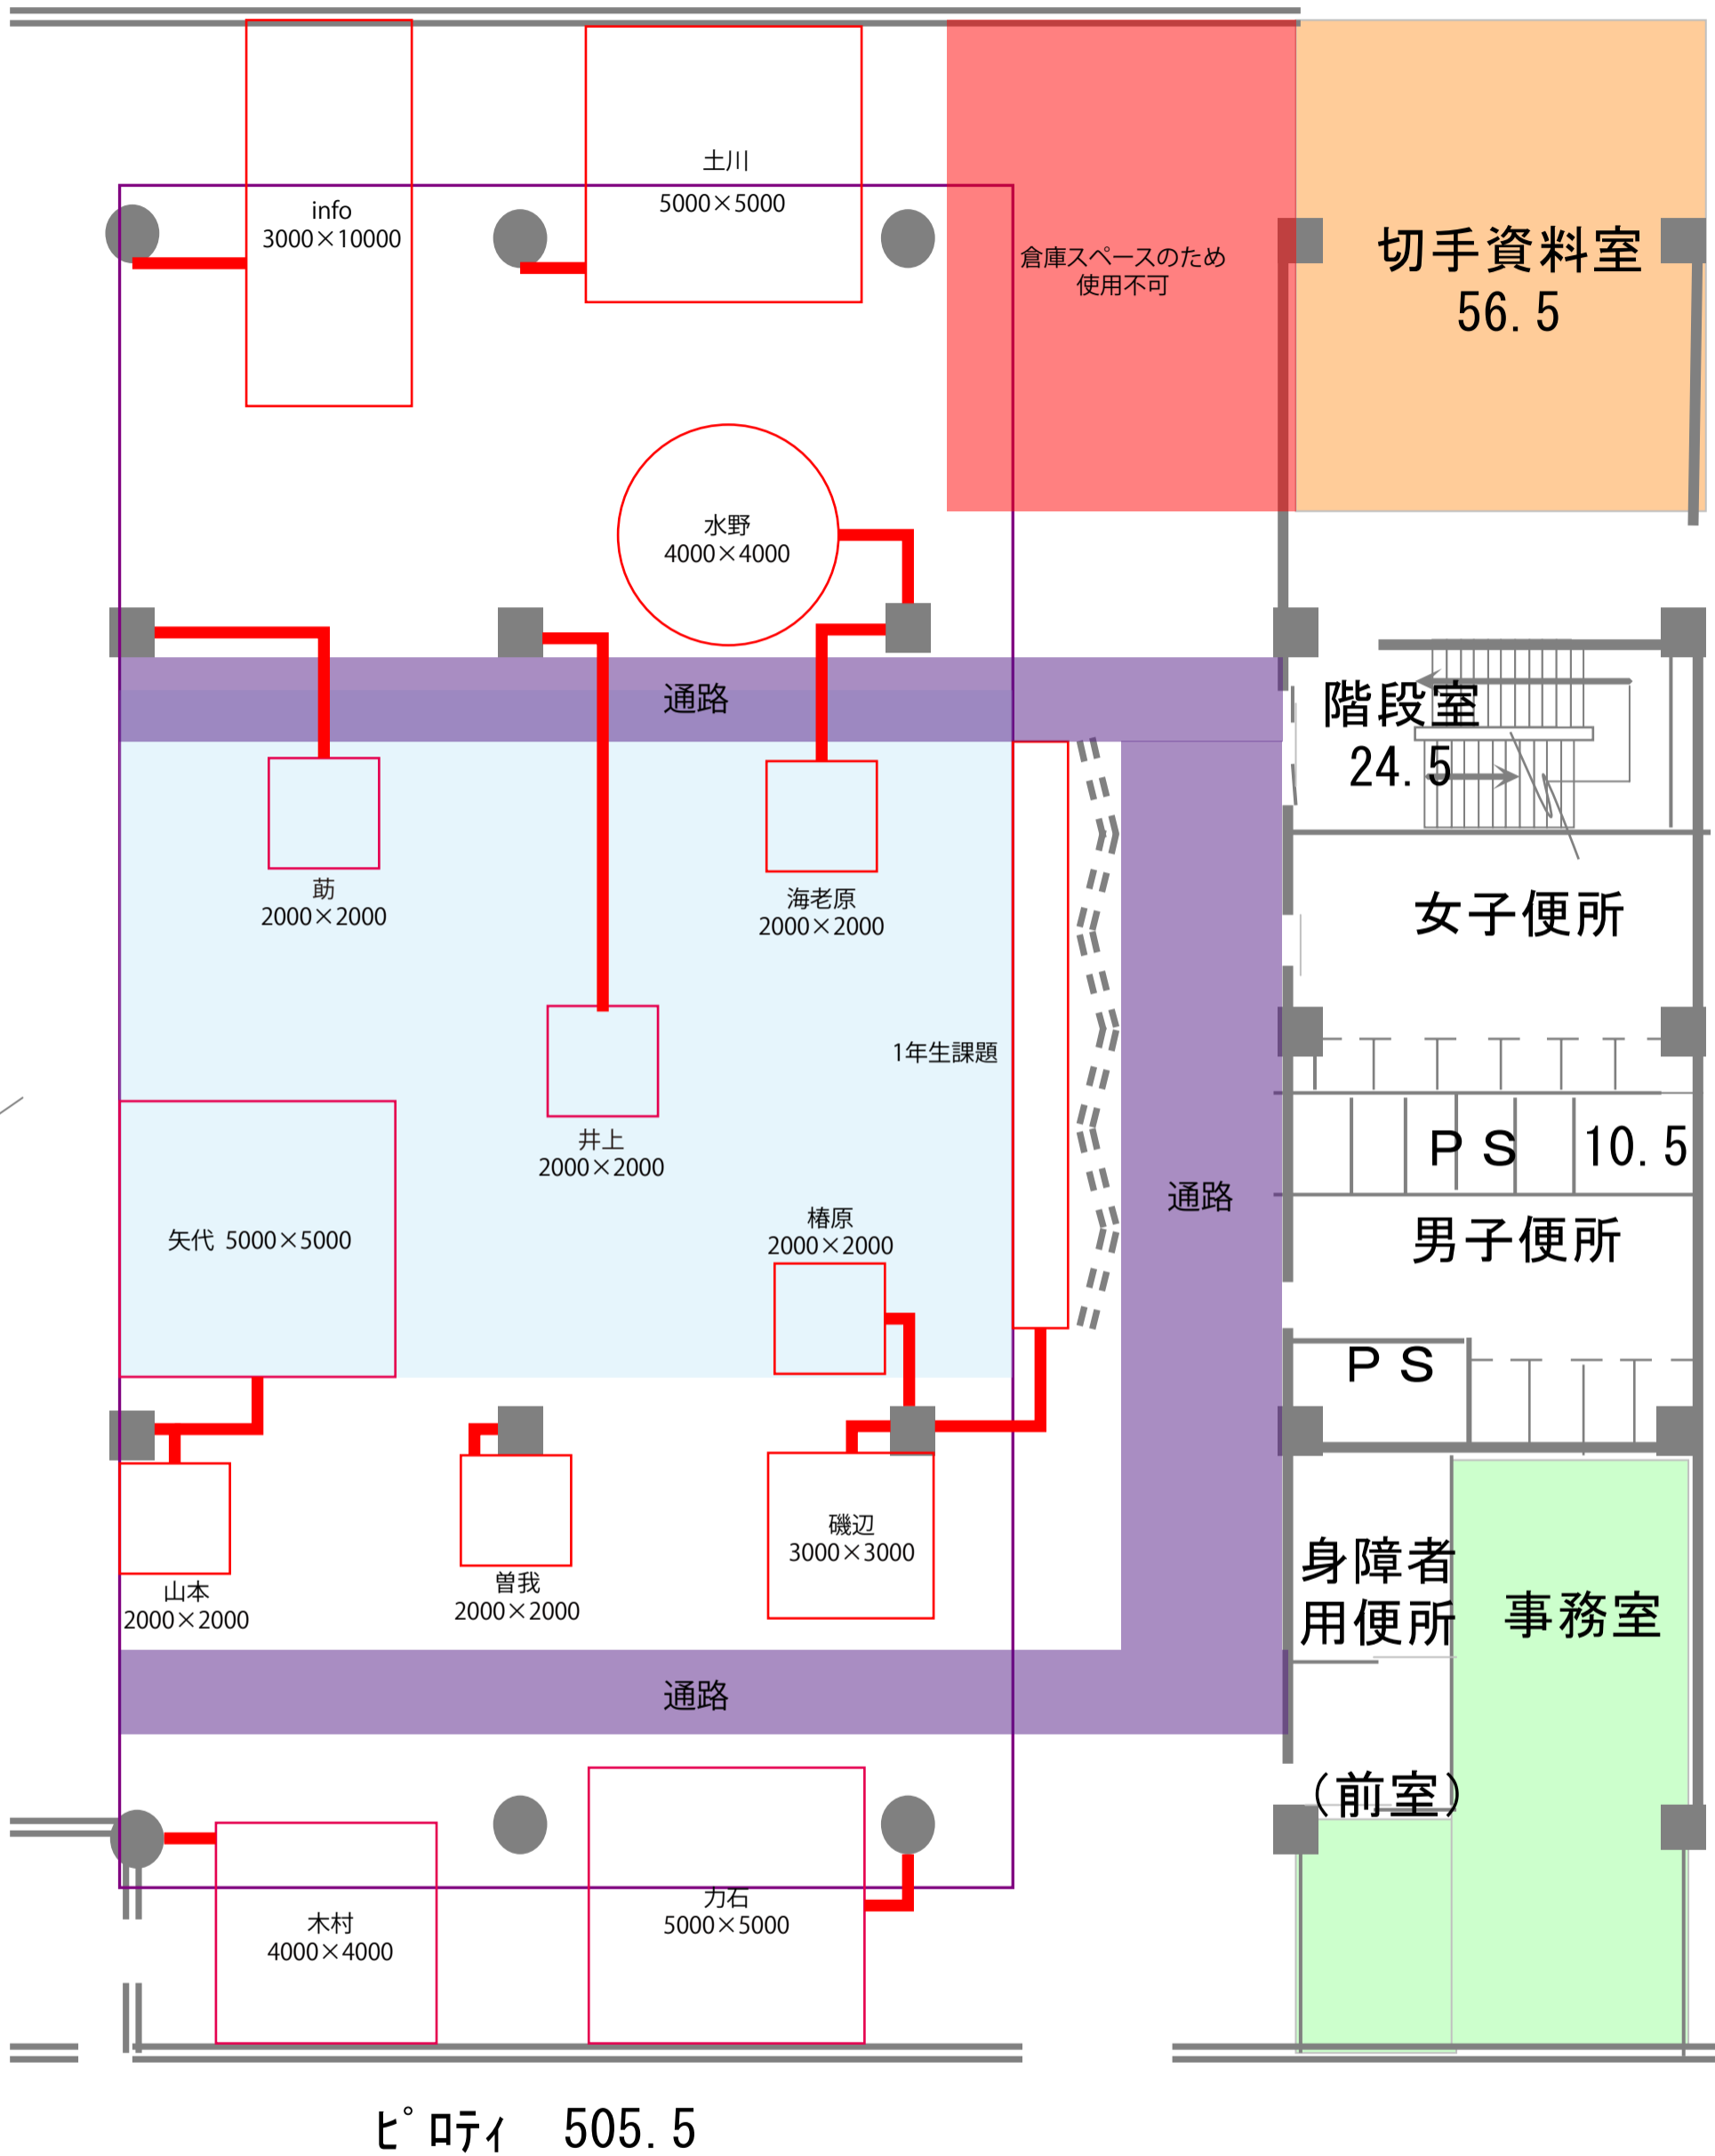 土川
5000×5000
info
3000×10000
倉庫スペースのため
使用不可
切手資料室
56.5
水野
4000×4000
通路
階段室
24.5
莇
2000×2000
海老原
2000×2000
女子便所
1年生課題
井上
2000×2000
PS 10.5
通路
矢代 5000×5000
椿原
2000×2000
男子便所
PS
磯辺
3000×3000
山本
2000×2000
曽我
2000×2000
身障者
用便所
事務室
通路
(前室)
木村
4000×4000
力石
5000×5000
ピロティ 505.5